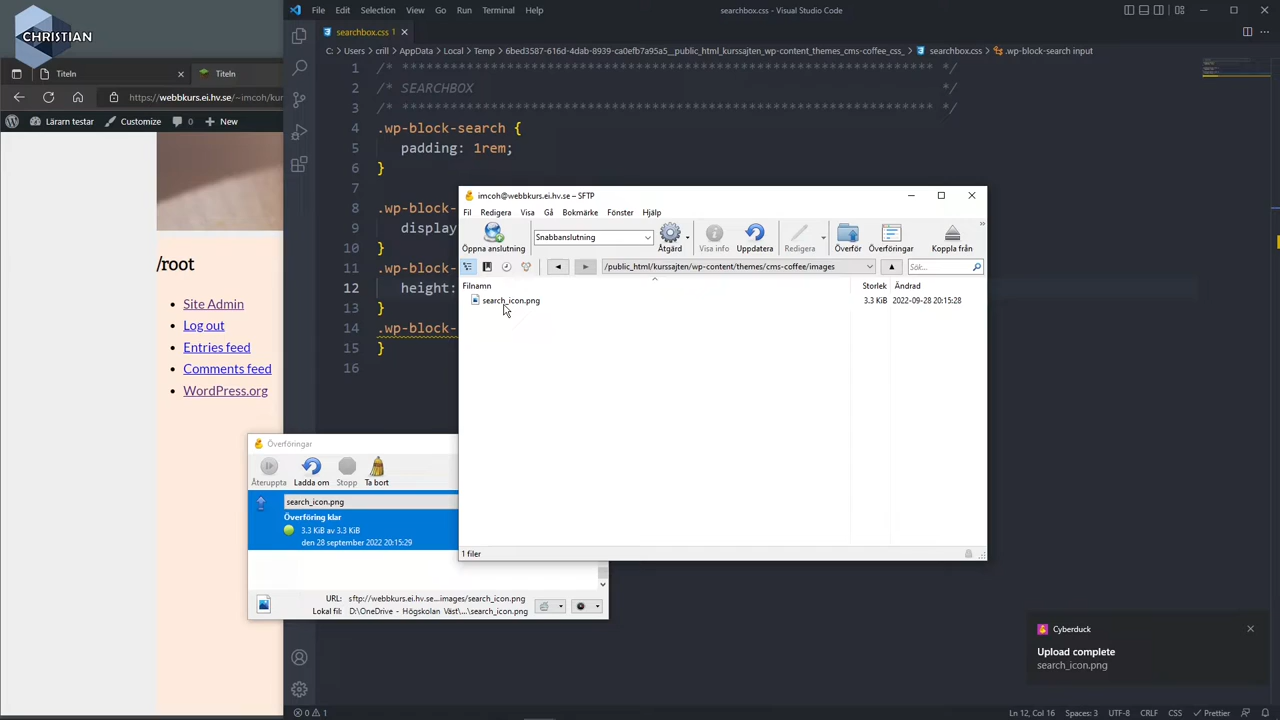 CHRISTIAN
File Edit Selection View Go Run Terminal Help
searchbox.css - Visual Studio Code
searchbox.css 1
C: > Users > crill > AppData > Local > Temp > 6bed3587-616d-4dab-8939-ca0efb7a95a5__public_html_kurssajten_wp-content_themes_cms-coffee_css_ > searchbox.css > .wp-block-search input
Titeln
Titeln
https://webbkurs.ei.hv.se/~imcoh/kur
Lärarn testar Customize 0 New
/root
Site Admin
Log out
Entries feed
Comments feed
WordPress.org
1 /* ******************************************************************** */
2 /* SEARCHBOX */
3 /* ******************************************************************** */
4 .wp-block-search {
5 padding: 1rem;
6 }
7
8 .wp-block-
9 display
10 }
11 .wp-block-
12 height:
13 }
14 .wp-block-
15 }
16
imcoh@webbkurs.ei.hv.se – SFTP
Fil Redigera Visa Gå Bokmärke Fönster Hjälp
Öppna anslutning Snabbanslutning Åtgärd Visa info Uppdatera Redigera Överför Överföringar Koppla från
/public_html/kurssajten/wp-content/themes/cms-coffee/images
Sök...
Filnamn Storlek Ändrad
search_icon.png 3.3 KiB 2022-09-28 20:15:28
1 filer
Överföringar
Återuppta Ladda om Stopp Ta bort
search_icon.png
Överföring klar
3.3 KiB av 3.3 KiB
den 28 september 2022 20:15:29
URL: sftp://webbkurs.ei.hv.se...images/search_icon.png
Lokal fil: D:\OneDrive - Högskolan Väst\...\search_icon.png
Cyberduck
Upload complete
search_icon.png
0 1
Ln 12, Col 16 Spaces: 3 UTF-8 CRLF CSS Prettier